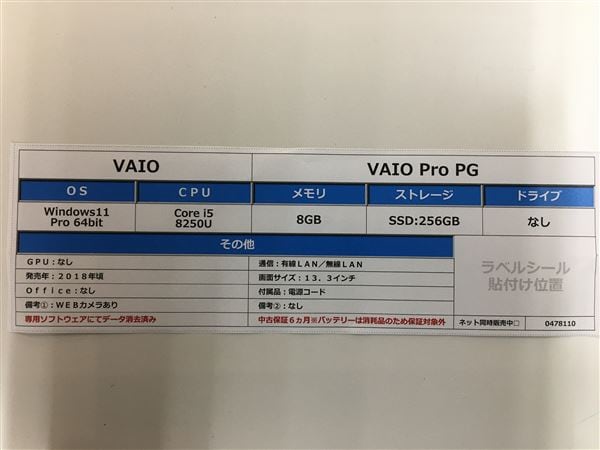 VAIO VAIO Pro PG
OS CPU メモリ ストレージ ドライブ
Windows11 Pro 64bit Core i5 8250U 8GB SSD:256GB なし
その他
GPU:なし 通信:有線LAN/無線LAN
発売年:2018年頃 画面サイズ:13.3インチ
Office:なし 付属品:電源コード
備考①:WEBカメラあり 備考②:なし
専用ソフトウェアにてデータ消去済み 中古保証6ヵ月※バッテリーは消耗品のため保証対象外
ラベルシール
貼付け位置
ネット同時販売中□ 0478110